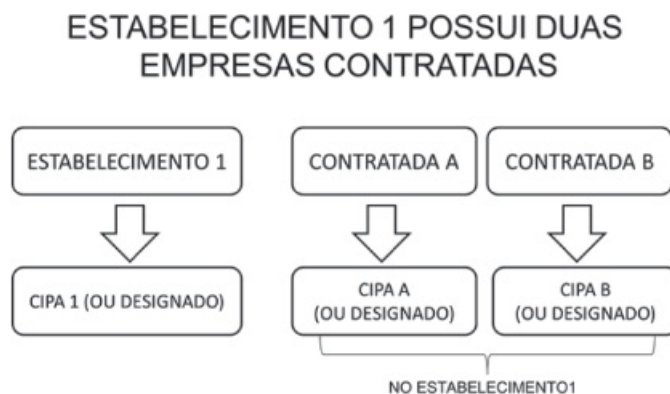 ESTABELECIMENTO 1 POSSUI DUAS
EMPRESAS CONTRATADAS
ESTABELECIMENTO 1
CONTRATADA A
CONTRATADA B
CIPA 1 (OU DESIGNADO)
CIPA A
(OU DESIGNADO)
CIPA B
(OU DESIGNADO)
NO ESTABELECIMENTO1